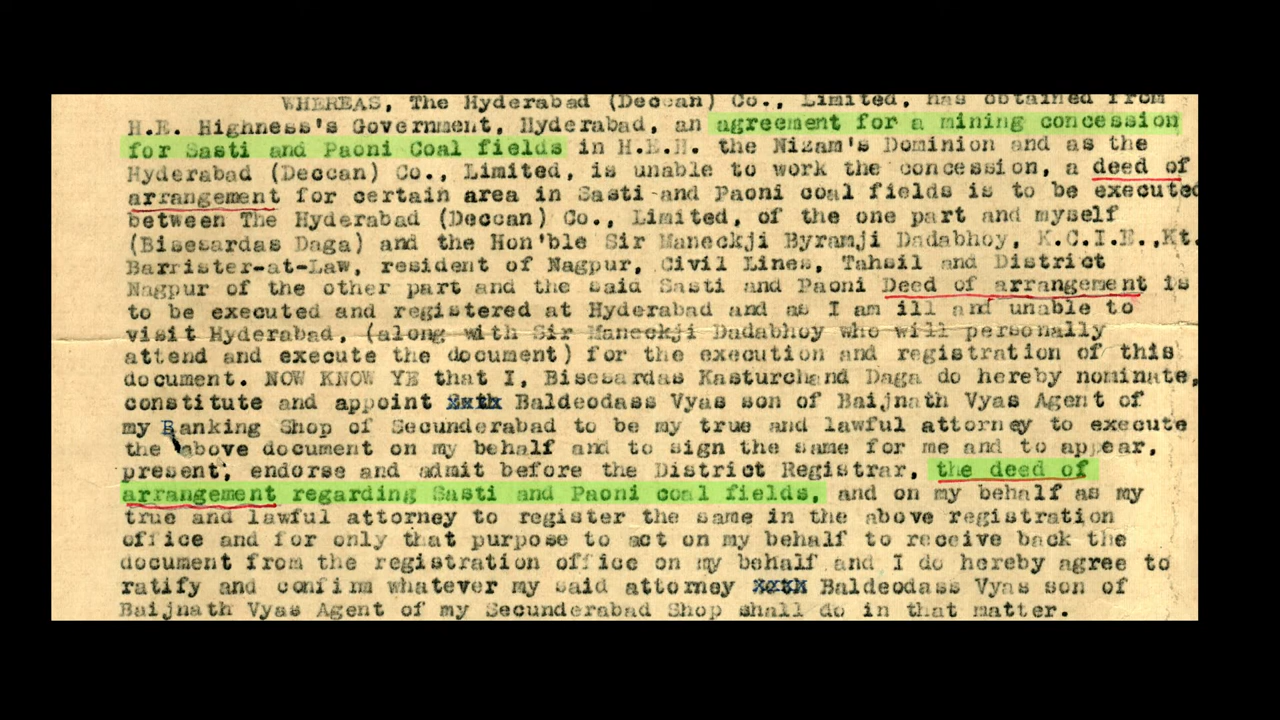 WHEREAS, The Hyderabad (Deccan) Co., Limited, has obtained from
H.E. Highness's Government, Hyderabad, an agreement for a mining concession
for Sasti and Paoni Coal fields in H.E.H. the Nizam's Dominion and as the
Hyderabad (Deccan) Co., Limited, is unable to work the concession, a deed of
arrangement for certain area in Sasti and Paoni coal fields is to be executed
between The Hyderabad (Deccan) Co., Limited, of the one part and myself
(Bisesardas Daga) and the Hon'ble Sir Maneckji Byramji Dadabhoy, K.C.I.E.,Kt.
Barrister-at-Law, resident of Nagpur, Civil Lines, Tahsil and District
Nagpur of the other part and the said Sasti and Paoni Deed of arrangement is
to be executed and registered at Hyderabad and as I am ill and unable to
visit Hyderabad, (along with Sir Maneckji Dadabhoy who will personally
attend and execute the document) for the execution and registration of this
document. NOW KNOW YE that I, Bisesardas Kasturchand Daga do hereby nominate,
constitute and appoint Baldeodass Vyas son of Baijnath Vyas Agent of
my Banking Shop of Secunderabad to be my true and lawful attorney to execute
the above document on my behalf and to sign the same for me and to appear,
present, endorse and admit before the District Registrar, the deed of
arrangement regarding Sasti and Paoni coal fields, and on my behalf as my
true and lawful attorney to register the same in the above registration
office and for only that purpose to act on my behalf to receive back the
document from the registration office on my behalf and I do hereby agree to
ratify and confirm whatever my said attorney Baldeodass Vyas son of
Baijnath Vyas Agent of my Secunderabad Shop shall do in that matter.